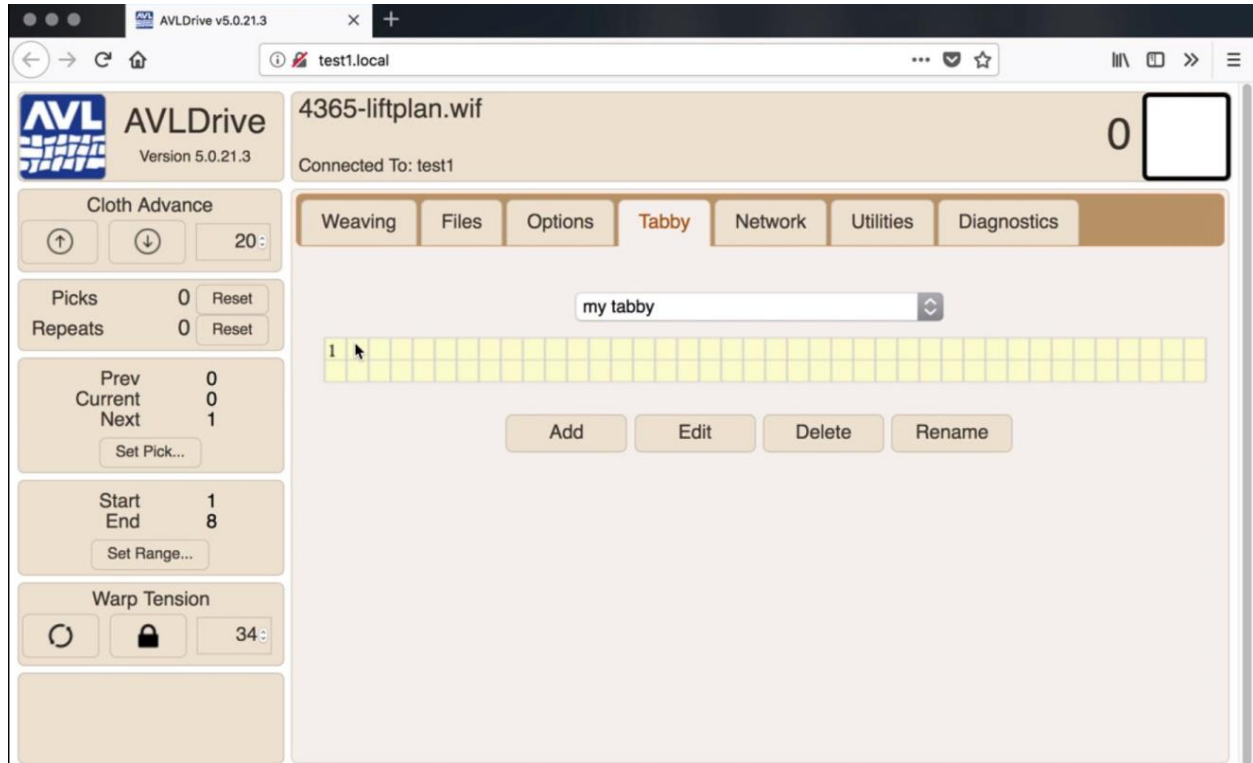 AVLDrive v5.0.21.3
test1.local
AVL
AVLDrive
Version 5.0.21.3
4365-liftplan.wif
Connected To: test1
0
Cloth Advance
20
Picks 0 Reset
Repeats 0 Reset
Prev 0
Current 0
Next 1
Set Pick...
Start 1
End 8
Set Range...
Warp Tension
34
Weaving Files Options Tabby Network Utilities Diagnostics
my tabby
1
Add Edit Delete Rename